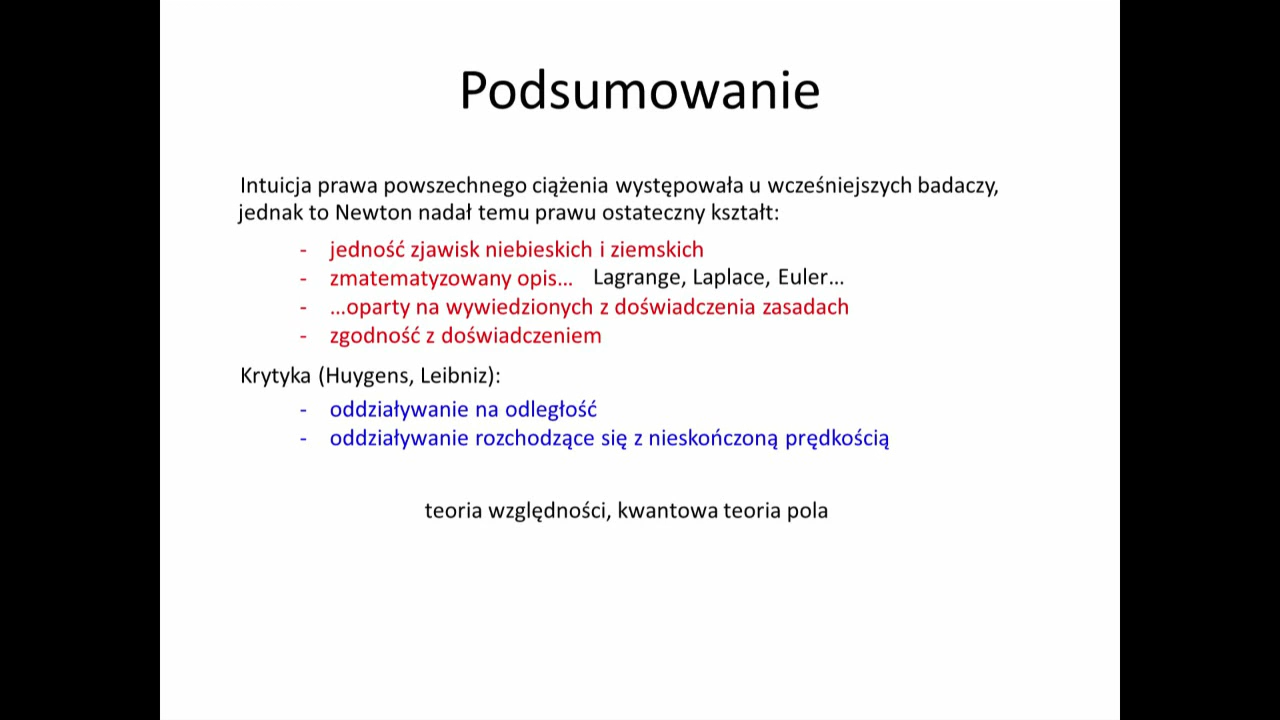 Podsumowanie
Intuicja prawa powszechnego ciążenia występowała u wcześniejszych badaczy,
jednak to Newton nadał temu prawu ostateczny kształt:
- jedność zjawisk niebieskich i ziemskich
- zmatematyzowany opis... Lagrange, Laplace, Euler...
- ...oparty na wywiedzionych z doświadczenia zasadach
- zgodność z doświadczeniem
Krytyka (Huygens, Leibniz):
- oddziaływanie na odległość
- oddziaływanie rozchodzące się z nieskończoną prędkością
teoria względności, kwantowa teoria pola